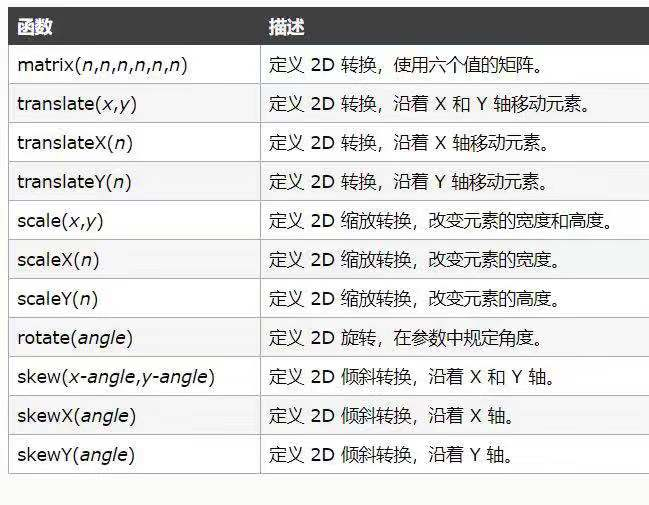 函数 描述
matrix(n,n,n,n,n,n) 定义 2D 转换，使用六个值的矩阵。
translate(x,y) 定义 2D 转换，沿着 X 和 Y 轴移动元素。
translateX(n) 定义 2D 转换，沿着 X 轴移动元素。
translateY(n) 定义 2D 转换，沿着 Y 轴移动元素。
scale(x,y) 定义 2D 缩放转换，改变元素的宽度和高度。
scaleX(n) 定义 2D 缩放转换，改变元素的宽度。
scaleY(n) 定义 2D 缩放转换，改变元素的高度。
rotate(angle) 定义 2D 旋转，在参数中规定角度。
skew(x-angle,y-angle) 定义 2D 倾斜转换，沿着 X 和 Y 轴。
skewX(angle) 定义 2D 倾斜转换，沿着 X 轴。
skewY(angle) 定义 2D 倾斜转换，沿着 Y 轴。